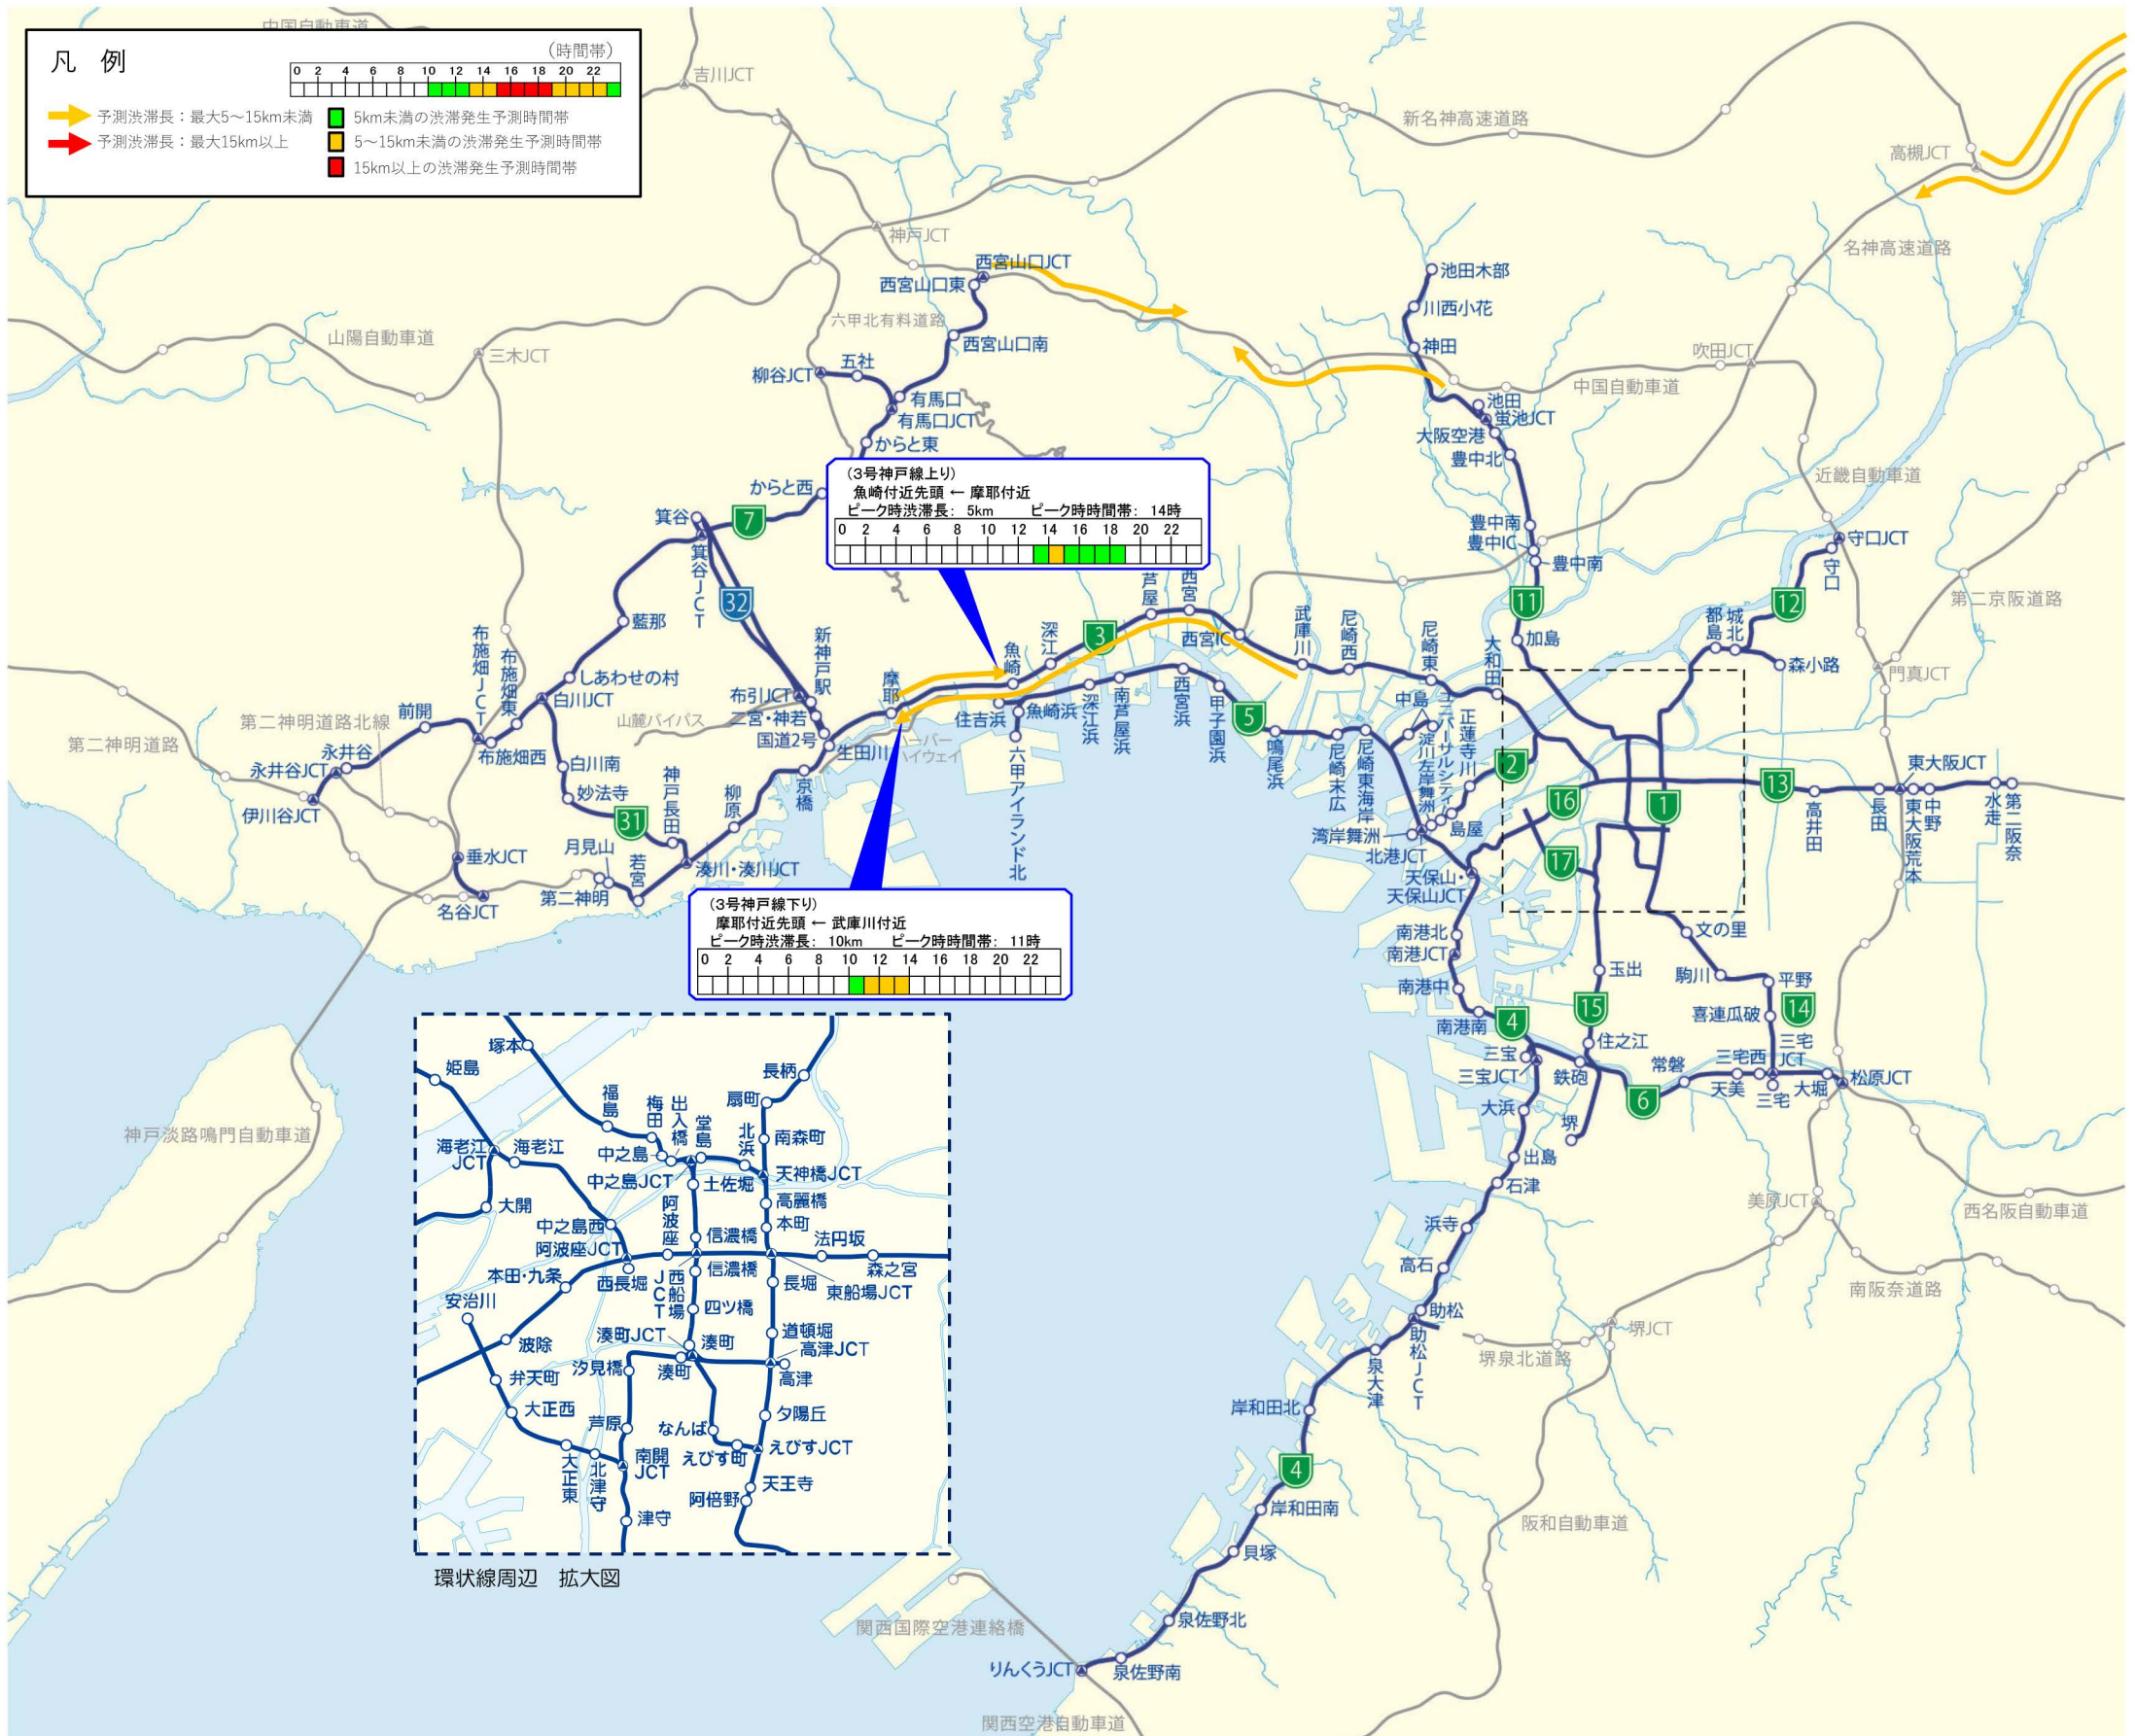 中国自動車道
凡 例
(時間帯)
0 2 4 6 8 10 12 14 16 18 20 22
予測渋滞長：最大5～15km未満
5km未満の渋滞発生予測時間帯
予測渋滞長：最大15km以上
5～15km未満の渋滞発生予測時間帯
15km以上の渋滞発生予測時間帯
吉川JCT
新名神高速道路
高槻JCT
名神高速道路
神戸JCT
西宮山口JCT
西宮山口東
六甲北有料道路
西宮山口南
池田木部
川西小花
神田
山陽自動車道
三木JCT
柳谷JCT
五社
有馬口
有馬口JCT
からと東
からと西
吹田JCT
中国自動車道
池田
蛍池JCT
大阪空港
豊中北
豊中南
豊中IC
豊中南
近畿自動車道
守口JCT
守口
第二京阪道路
(3号神戸線上り)
魚崎付近先頭 ← 摩耶付近
ピーク時渋滞長： 5km ピーク時時間帯： 14時
0 2 4 6 8 10 12 14 16 18 20 22
箕谷
箕谷JCT
7
32
藍那
しあわせの村
白川JCT
布施畑JCT
布施畑東
布施畑西
前開
第二神明道路北線
第二神明道路
永井谷
永井谷JCT
伊川谷JCT
白川南
妙法寺
31
神戸長田
月見山
若宮
第二神明
垂水JCT
名谷JCT
柳原
湊川・湊川JCT
京橋
新神戸駅
布引JCT
二宮・神若
国道2号
山麓バイパス
生田川
ハーバーハイウェイ
摩耶
魚崎
深江
3
芦屋
西宮
西宮IC
武庫川
尼崎西
尼崎東
大和田
加島
11
12
都島
城北
森小路
門真JCT
住吉浜
魚崎浜
六甲アイランド北
深江浜
南芦屋浜
西宮浜
甲子園浜
5
鳴尾浜
尼崎末広
尼崎東海岸
中島
ユニバーサルシティ
淀川左岸舞洲
正蓮寺川
2
島屋
湾岸舞洲
北港JCT
天保山・天保山JCT
16
17
1
13
高井田
長田
東大阪JCT
東大阪荒本
中野
水走
第二阪奈
(3号神戸線下り)
摩耶付近先頭 ← 武庫川付近
ピーク時渋滞長： 10km ピーク時時間帯： 11時
0 2 4 6 8 10 12 14 16 18 20 22
南港北
南港JCT
南港中
南港南
4
三宝
三宝JCT
大浜
出島
石津
浜寺
高石
助松
助松JCT
泉大津
岸和田北
4
岸和田南
貝塚
泉佐野北
泉佐野南
りんくうJCT
文の里
駒川
平野
喜連瓜破
14
三宅JCT
三宅西
三宅
天美
大堀
松原JCT
常磐
6
玉出
15
住之江
鉄砲
堺
美原JCT
西名阪自動車道
南阪奈道路
堺JCT
堺泉北道路
阪和自動車道
関西国際空港連絡橋
関西空港自動車道
神戸淡路鳴門自動車道
塚本
姫島
福島
梅田
出入橋
堂島
北浜
長柄
扇町
南森町
中之島
中之島JCT
土佐堀
天神橋JCT
高麗橋
本町
海老江JCT
海老江
大開
中之島西
阿波座JCT
阿波座
信濃橋
信濃橋
法円坂
森之宮
東船場JCT
西長堀
西船場JCT
長堀
本田・九条
安治川
四ツ橋
波除
湊町JCT
湊町
湊町
道頓堀
高津JCT
高津
汐見橋
弁天町
大正西
芦原
なんば
夕陽丘
えびす町
えびすJCT
大正東
北津守
南開JCT
津守
天王寺
阿倍野
環状線周辺 拡大図